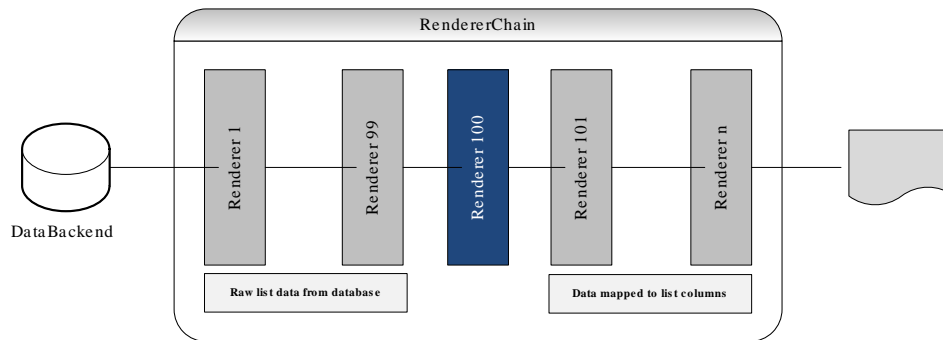 RendererChain
Renderer 1
Renderer 99
Renderer 100
Renderer 101
Renderer n
DataBackend
Raw list data from database
Data mapped to list columns